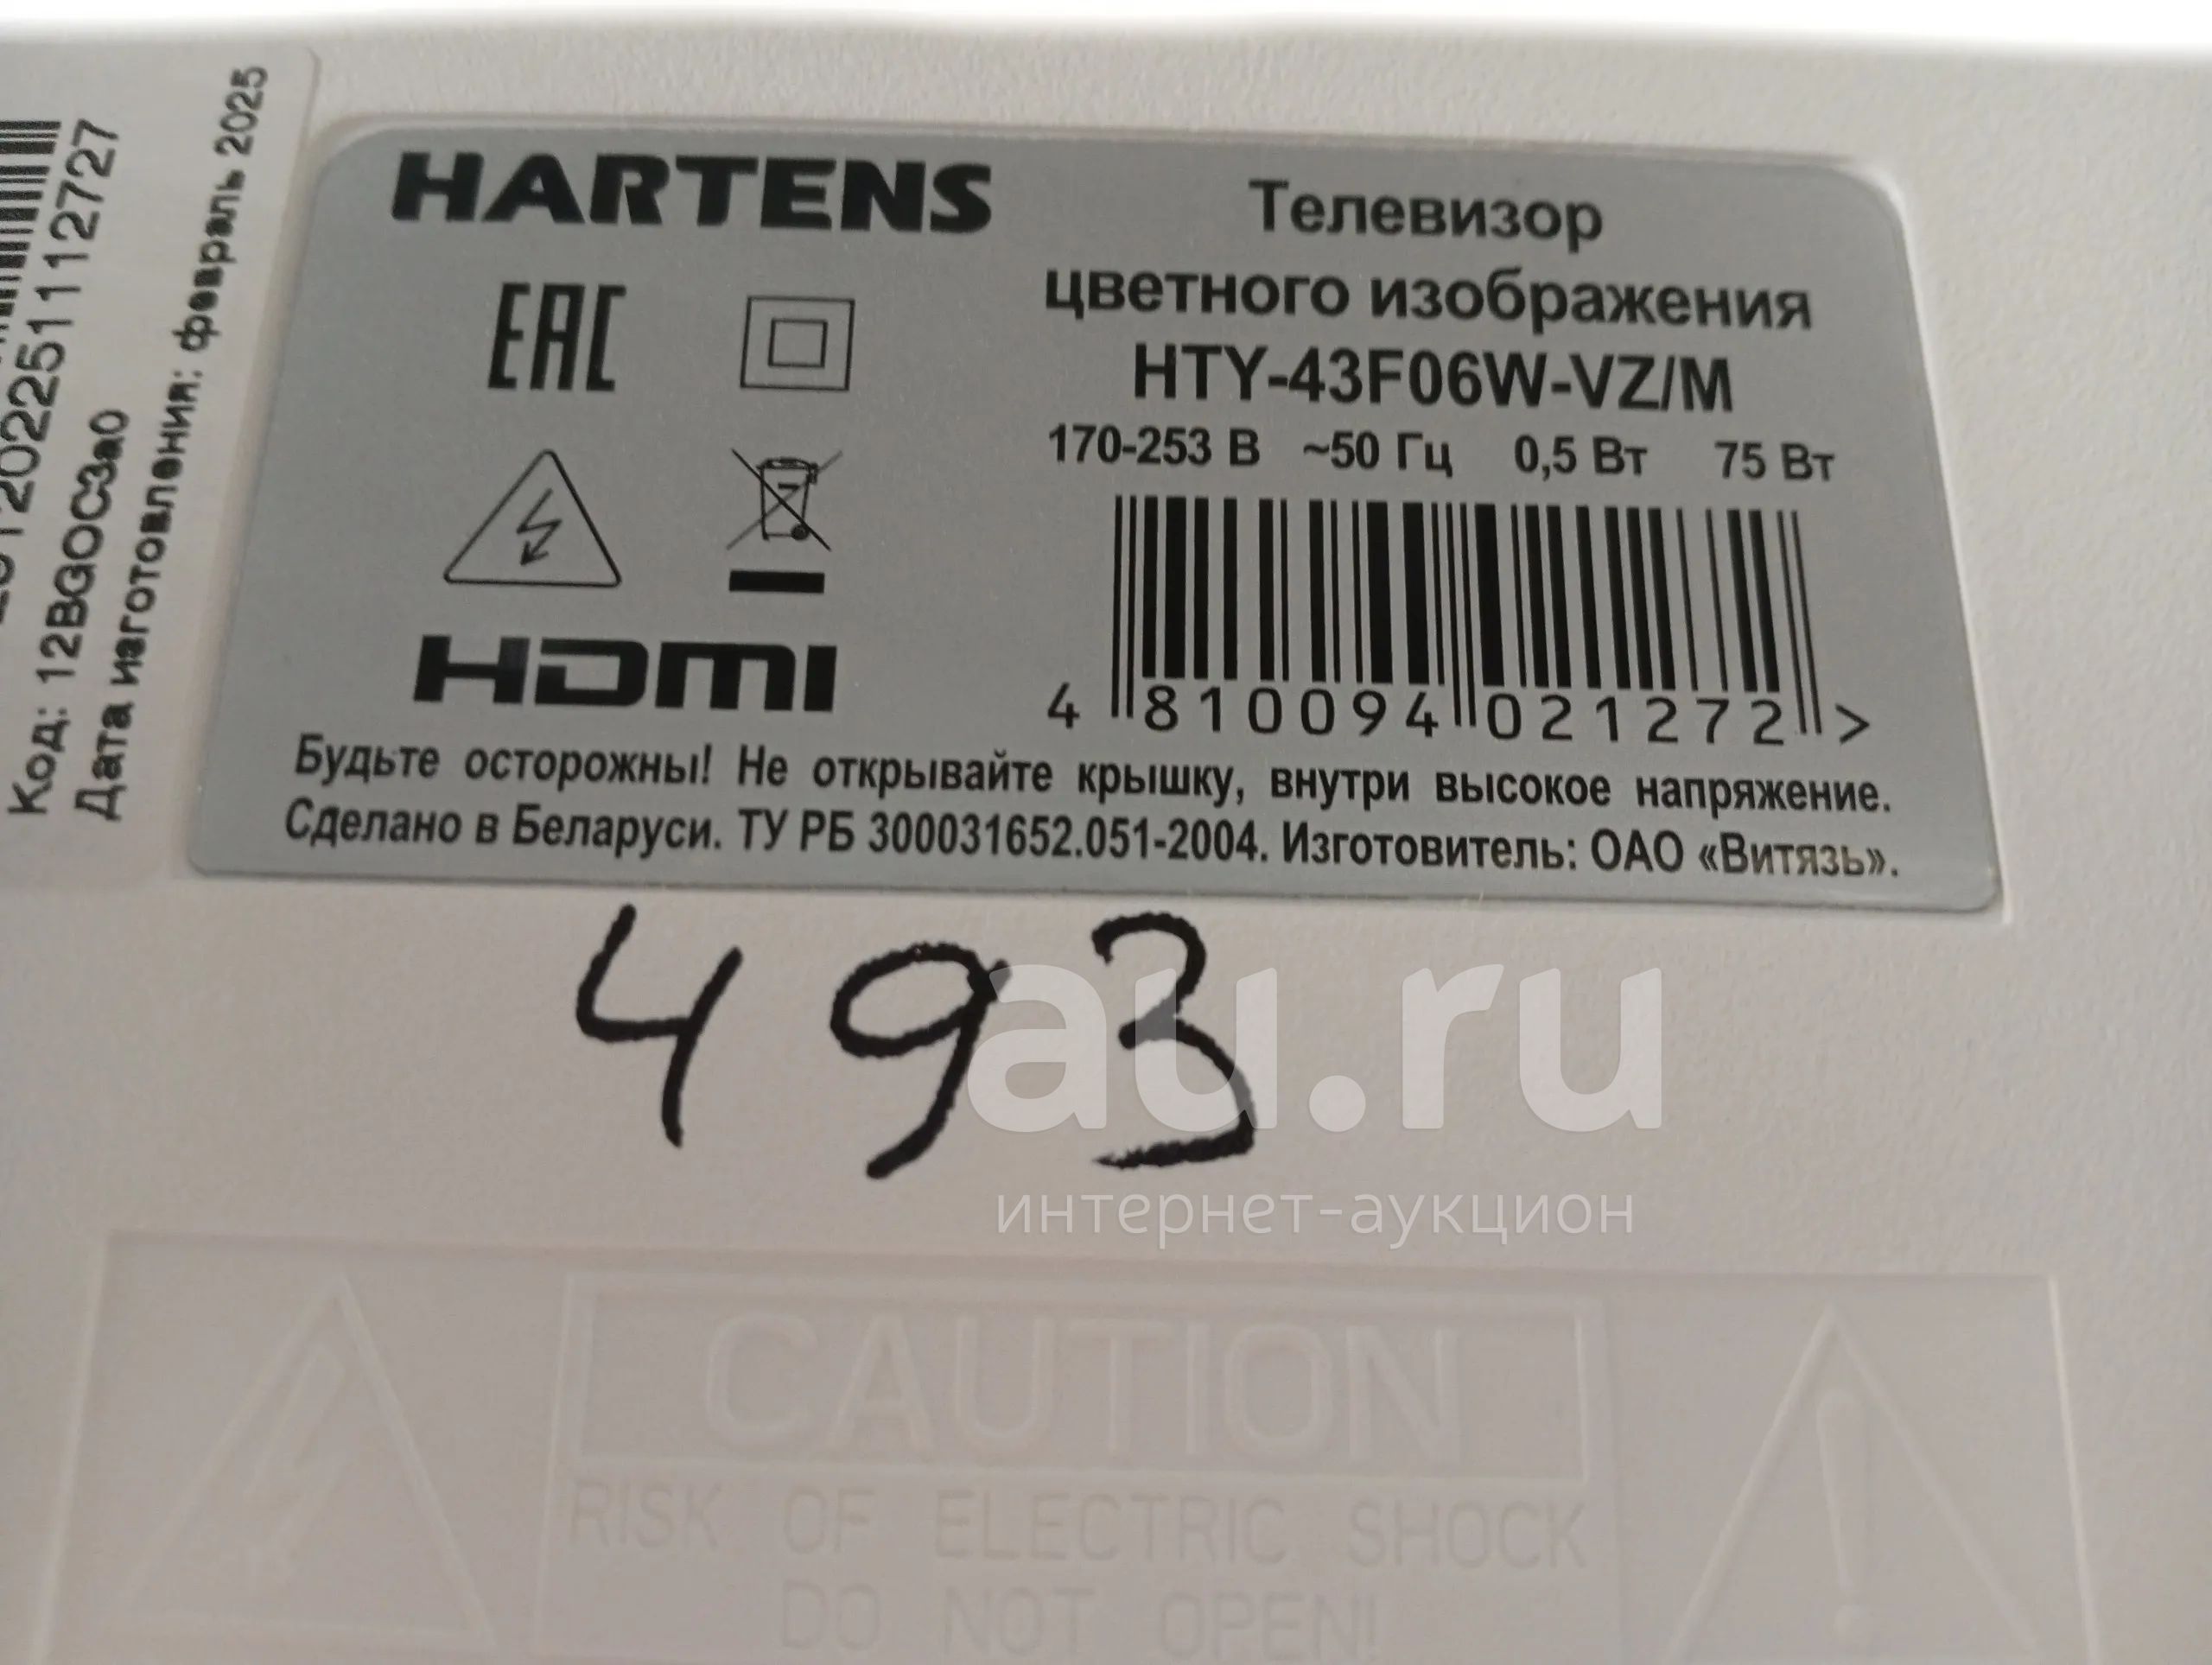 HARTENS
EAC
HDMI
Телевизор
цветного изображения
HTY-43F06W-VZ/M
170-253 В ~50 Гц 0,5 Вт 75 Вт
4 810094 021272 >
Будьте осторожны! Не открывайте крышку, внутри высокое напряжение.
Сделано в Беларуси. ТУ РБ 300031652.051-2004. Изготовитель: ОАО «Витязь».
Код: 12BGOC3a0
Дата изготовления: февраль 2025
493
au.ru
интернет-аукцион
CAUTION
RISK OF ELECTRIC SHOCK
DO NOT OPEN!